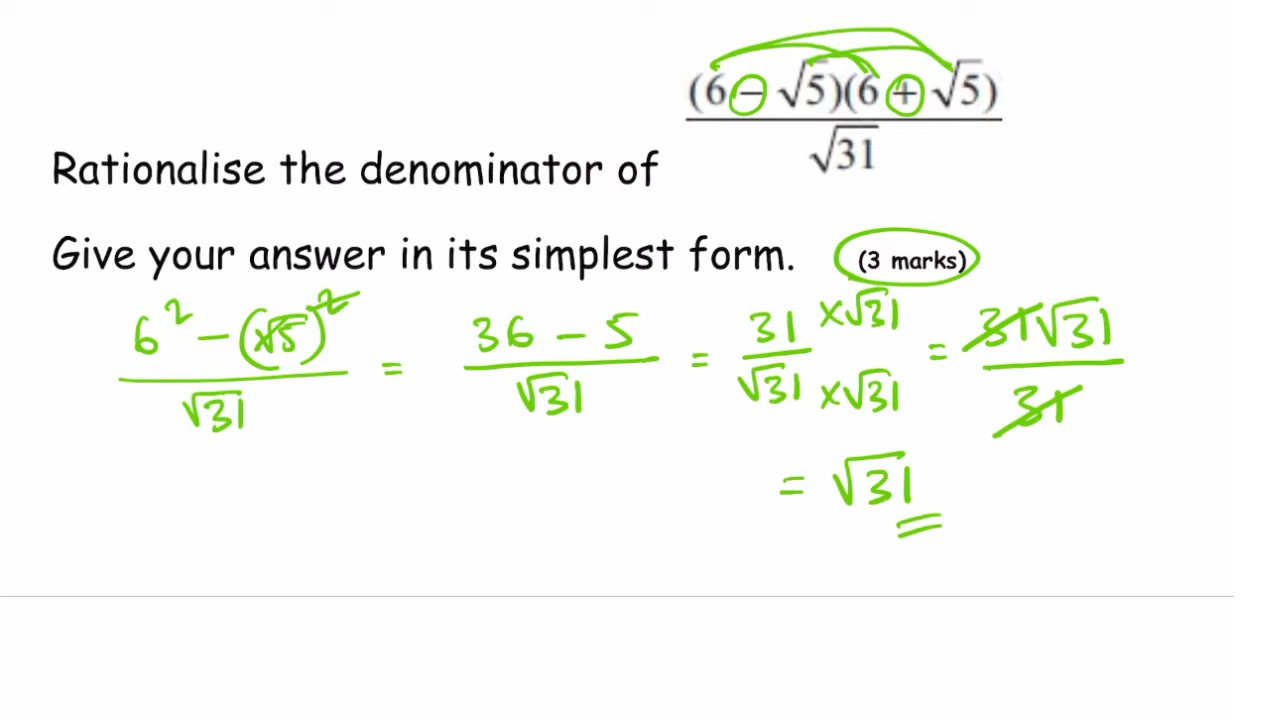 (6 − √5)(6 + √5)
√31
Rationalise the denominator of
Give your answer in its simplest form. (3 marks)
6² − (√5)² = 36 − 5 = 31 ×√31 = 31√31
√31 √31 √31 ×√31 31
= √31